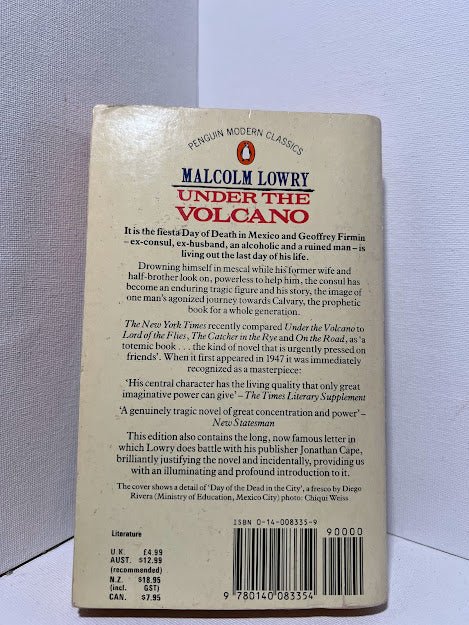 PENGUIN MODERN CLASSICS
MALCOLM LOWRY
UNDER THE
VOLCANO
It is the fiesta Day of Death in Mexico and Geoffrey Firmin
– ex-consul, ex-husband, an alcoholic and a ruined man – is
living out the last day of his life.
Drowning himself in mescal while his former wife and
half-brother look on, powerless to help him, the consul has
become an enduring tragic figure and his story, the image of
one man's agonized journey towards Calvary, the prophetic
book for a whole generation.
The New York Times recently compared Under the Volcano to
Lord of the Flies, The Catcher in the Rye and On the Road, as 'a
totemic book . . . the kind of novel that is urgently pressed on
friends'. When it first appeared in 1947 it was immediately
recognized as a masterpiece:
'His central character has the living quality that only great
imaginative power can give' – The Times Literary Supplement
'A genuinely tragic novel of great concentration and power' –
New Statesman
This edition also contains the long, now famous letter in
which Lowry does battle with his publisher Jonathan Cape,
brilliantly justifying the novel and incidentally, providing us
with an illuminating and profound introduction to it.
The cover shows a detail of 'Day of the Dead in the City', a fresco by Diego
Rivera (Ministry of Education, Mexico City) photo: Chiqui Weiss
Literature
U.K. £4.99
AUST. $12.99
(recommended)
N.Z. $18.95
(incl. GST)
CAN. $7.95
ISBN 0-14-008335-9
90000
9 780140 083354